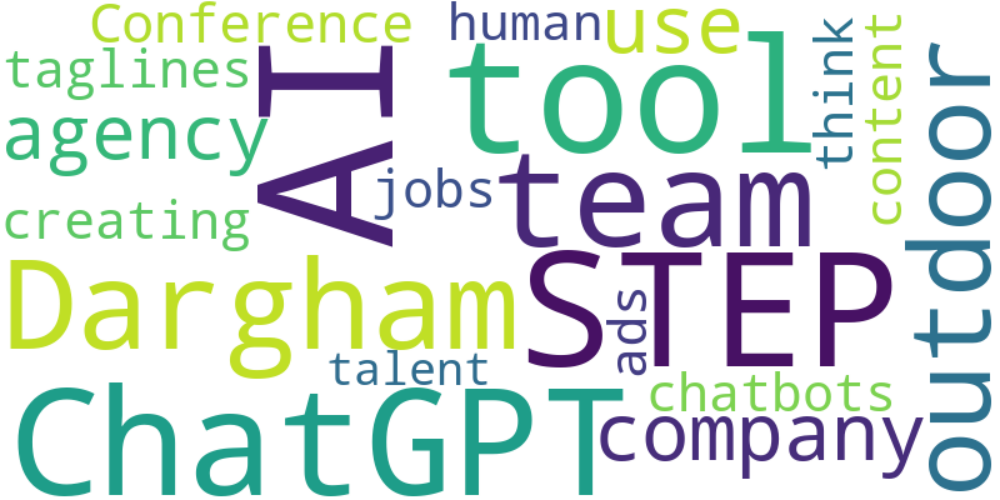 Conference
human
use
taglines
AI
tool
think
content
outdoor
agency
jobs
team
creating
Dargham
STEP
ads
talent
chatbots
ChatGPT
company